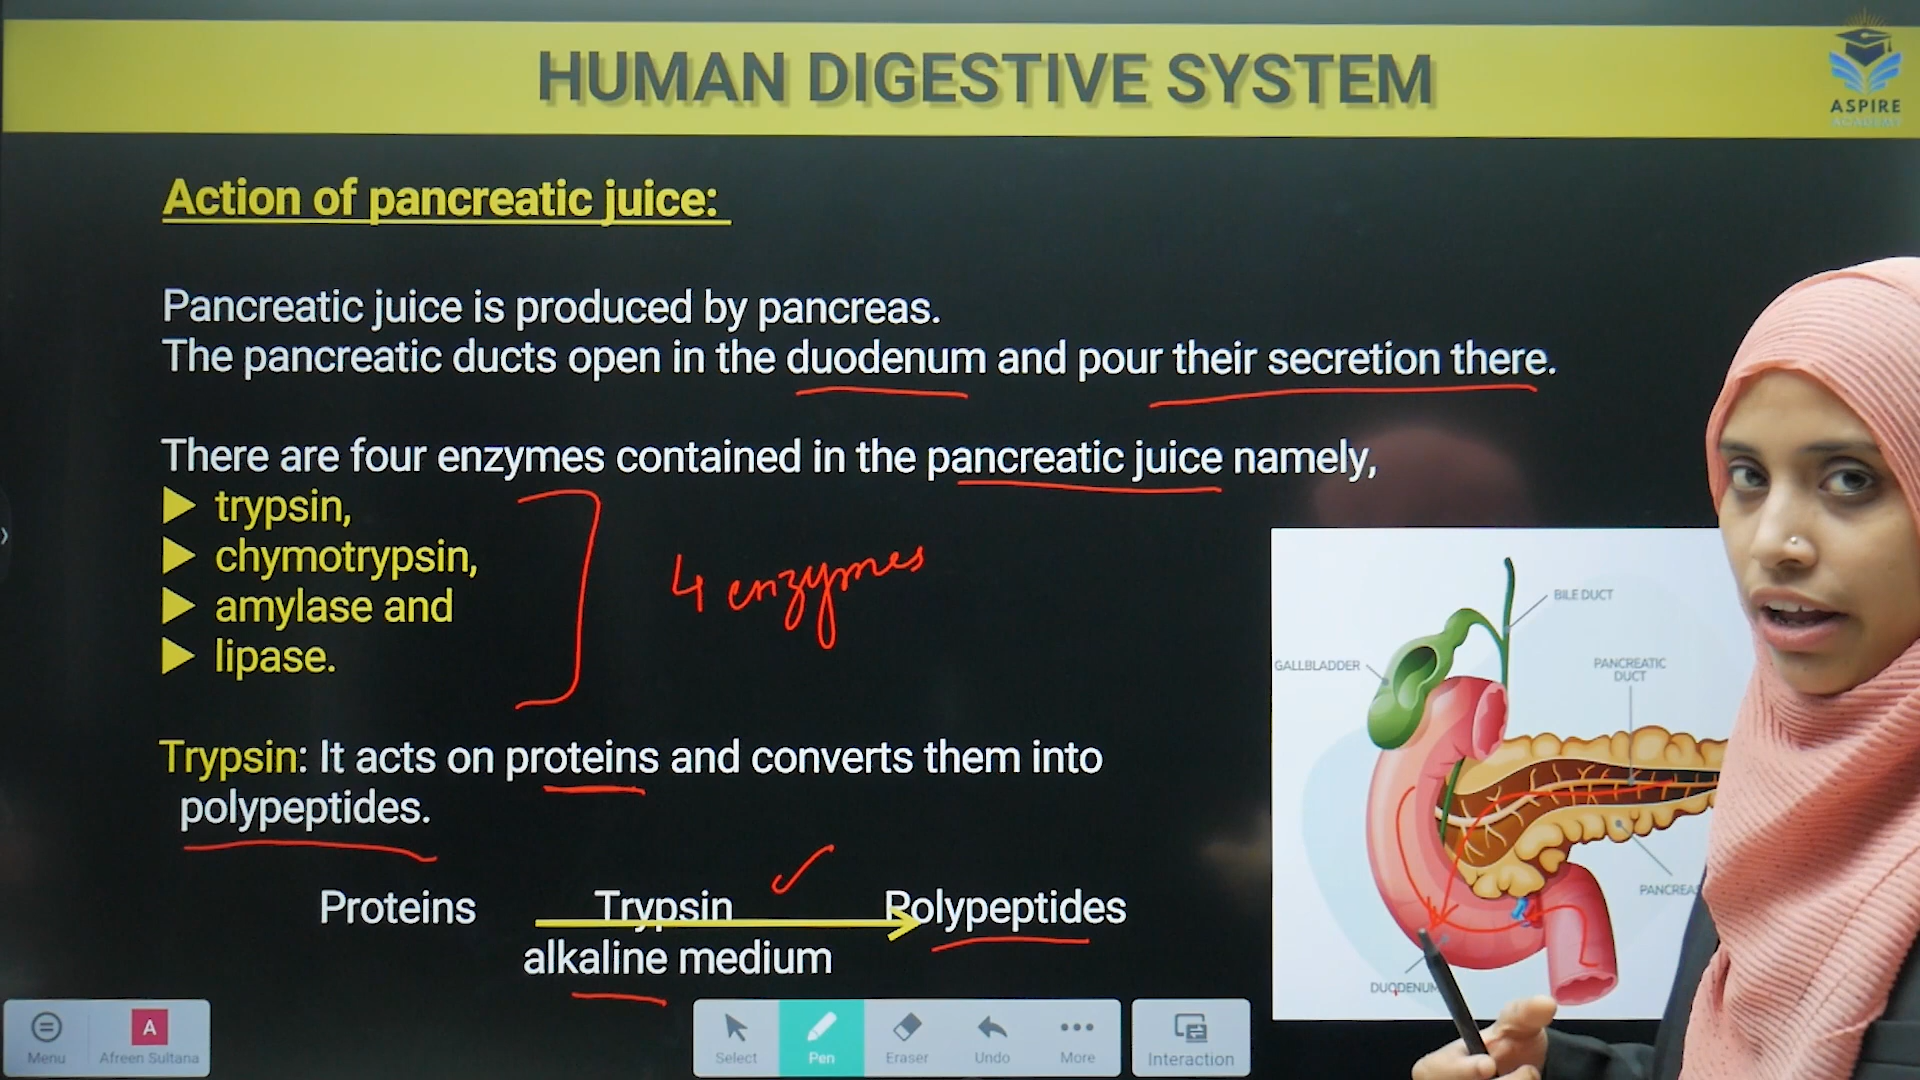 HUMAN DIGESTIVE SYSTEM
ASPIRE
ACADEMY
Action of pancreatic juice:
Pancreatic juice is produced by pancreas.
The pancreatic ducts open in the duodenum and pour their secretion there.
There are four enzymes contained in the pancreatic juice namely,
trypsin,
chymotrypsin,
amylase and
lipase.
4 enzymes
Trypsin: It acts on proteins and converts them into
polypeptides.
Proteins Trypsin Polypeptides
alkaline medium
BILE DUCT
GALLBLADDER
PANCREATIC
DUCT
PANCREAS
DUODENUM
Menu
A
Afreen Sultana
Select
Pen
Eraser
Undo
More
Interaction